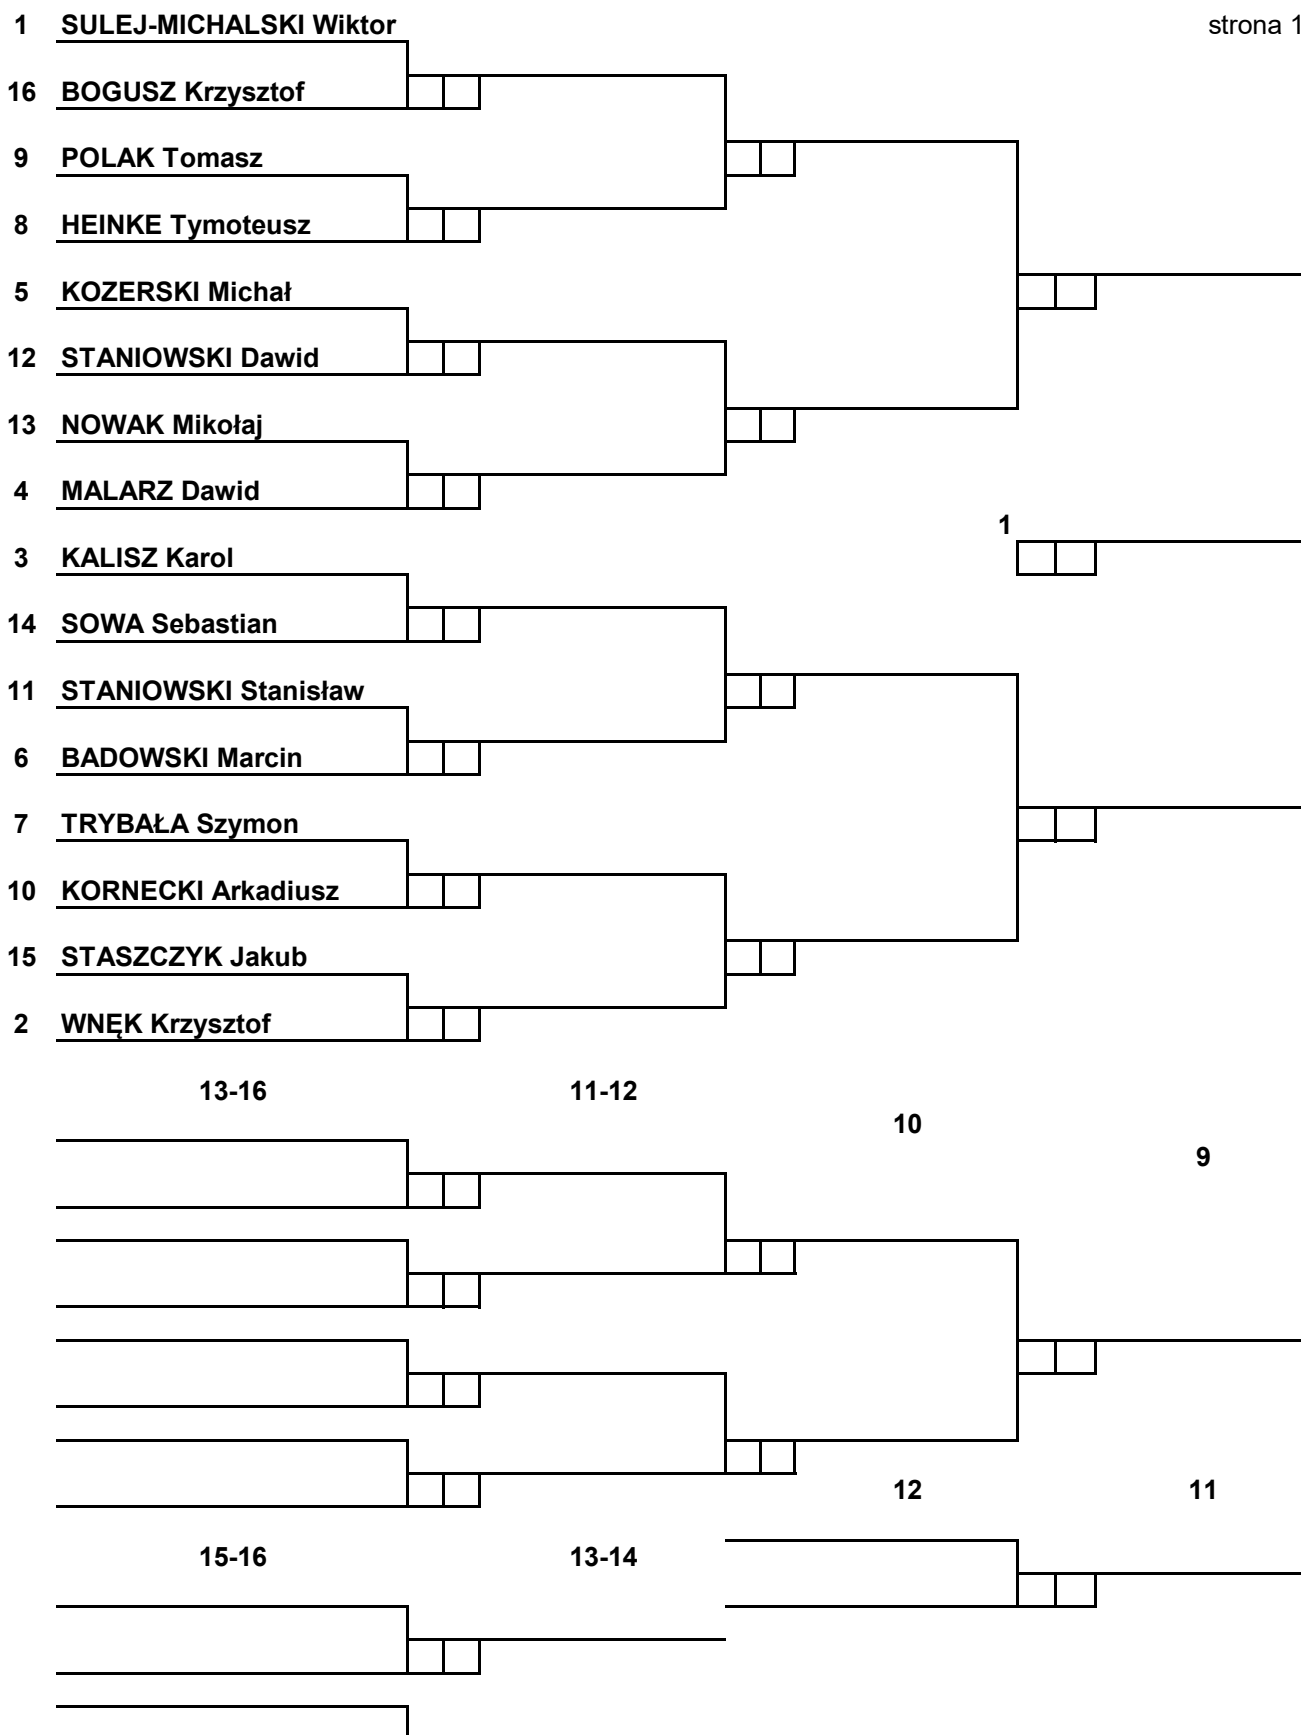 1 SULEJ-MICHALSKI Wiktor
strona 1
16 BOGUSZ Krzysztof
9 POLAK Tomasz
8 HEINKE Tymoteusz
5 KOZERSKI Michał
12 STANIOWSKI Dawid
13 NOWAK Mikołaj
4 MALARZ Dawid
1
3 KALISZ Karol
14 SOWA Sebastian
11 STANIOWSKI Stanisław
6 BADOWSKI Marcin
7 TRYBAŁA Szymon
10 KORNECKI Arkadiusz
15 STASZCZYK Jakub
2 WNĘK Krzysztof
13-16 11-12
10
9
12 11
15-16 13-14